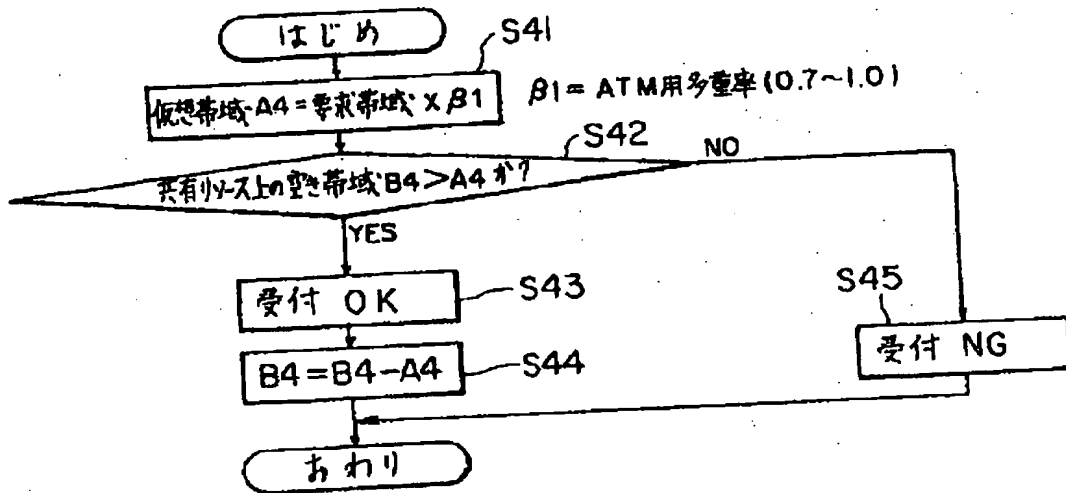 はじめ
S41
仮想帯域A4=要求帯域×β1
β1=ATM用多重率(0.7~1.0)
S42
共有リソース上の空き帯域B4>A4か?
NO
YES
受付 OK
S43
S45
受付 NG
B4=B4-A4
S44
おわり